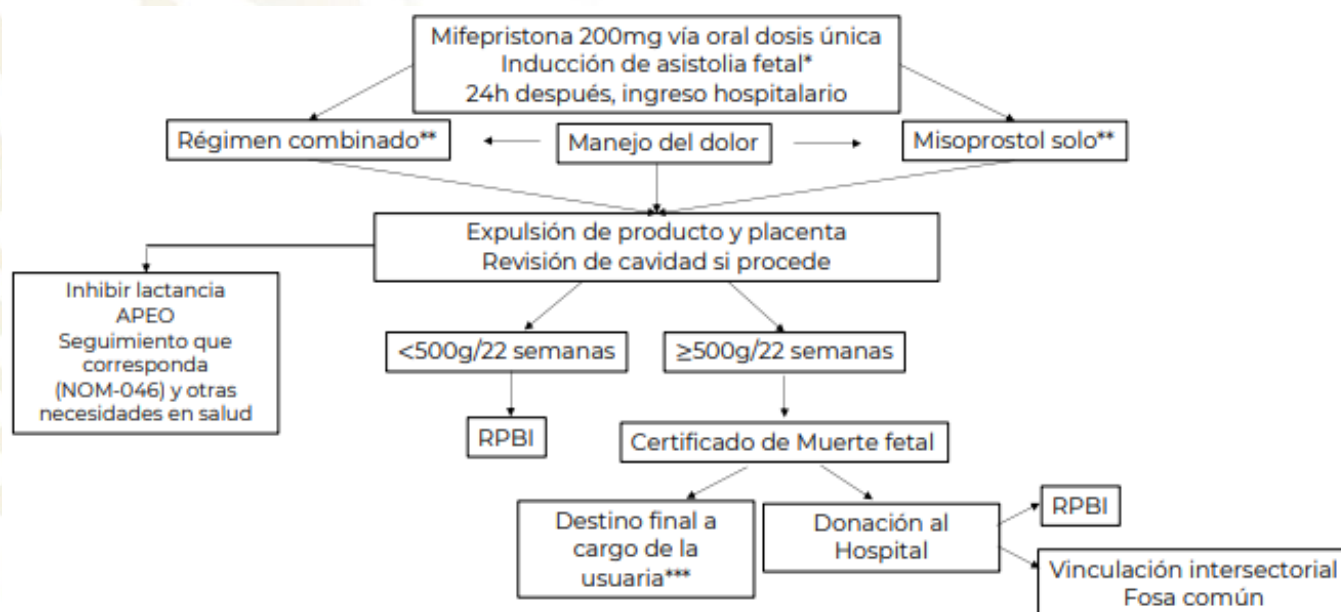 Mifepristona 200mg vía oral dosis única
Inducción de asistolia fetal*
24h después, ingreso hospitalario
Régimen combinado**
Manejo del dolor
Misoprostol solo**
Expulsión de producto y placenta
Revisión de cavidad si procede
Inhibir lactancia
APEO
Seguimiento que
corresponda
(NOM-046) y otras
necesidades en salud
<500g/22 semanas
≥500g/22 semanas
RPBI
Certificado de Muerte fetal
Destino final a
cargo de la
usuaria***
Donación al
Hospital
RPBI
Vinculación intersectorial
Fosa común